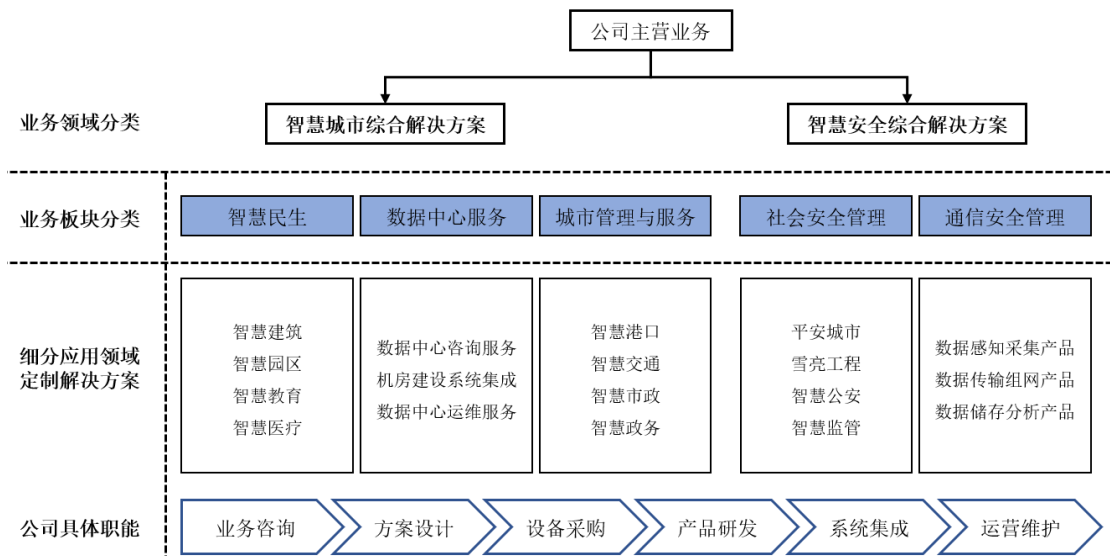 公司主营业务
业务领域分类
智慧城市综合解决方案
智慧安全综合解决方案
业务板块分类
智慧民生
数据中心服务
城市管理与服务
社会安全管理
通信安全管理
细分应用领域
定制解决方案
智慧建筑
智慧园区
智慧教育
智慧医疗
数据中心咨询服务
机房建设系统集成
数据中心运维服务
智慧港口
智慧交通
智慧市政
智慧政务
平安城市
雪亮工程
智慧公安
智慧监管
数据感知采集产品
数据传输组网产品
数据储存分析产品
公司具体职能
业务咨询
方案设计
设备采购
产品研发
系统集成
运营维护